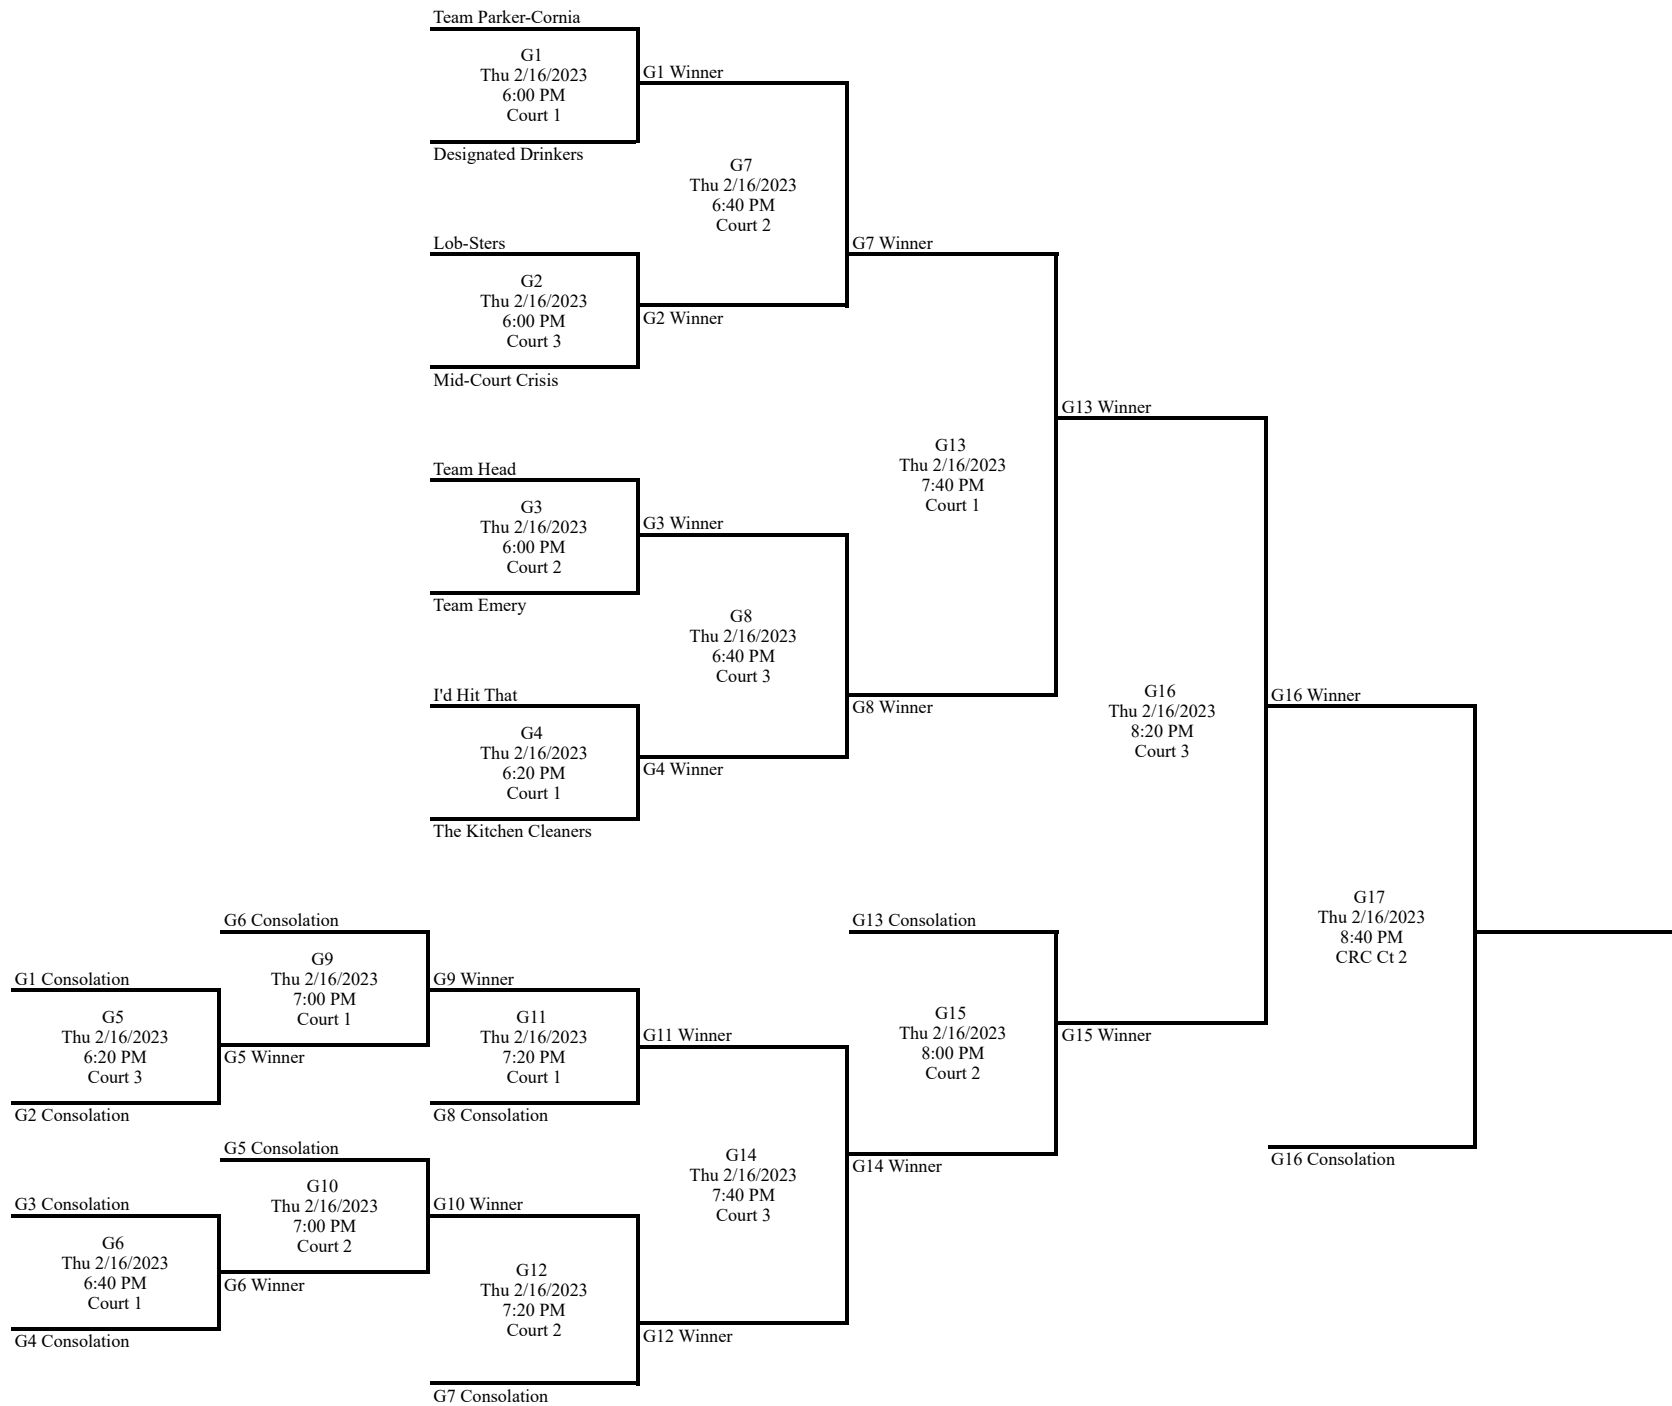 Team Parker-Cornia
G1
Thu 2/16/2023
6:00 PM
Court 1
G1 Winner
Designated Drinkers
G7
Thu 2/16/2023
6:40 PM
Court 2
Lob-Sters
G7 Winner
G2
Thu 2/16/2023
6:00 PM
Court 3
G2 Winner
Mid-Court Crisis
G13 Winner
G13
Thu 2/16/2023
7:40 PM
Court 1
Team Head
G3
Thu 2/16/2023
6:00 PM
Court 2
G3 Winner
Team Emery
G8
Thu 2/16/2023
6:40 PM
Court 3
I'd Hit That
G8 Winner
G16
Thu 2/16/2023
8:20 PM
Court 3
G16 Winner
G4
Thu 2/16/2023
6:20 PM
Court 1
G4 Winner
The Kitchen Cleaners
G6 Consolation
G13 Consolation
G17
Thu 2/16/2023
8:40 PM
CRC Ct 2
G9
Thu 2/16/2023
7:00 PM
Court 1
G1 Consolation
G9 Winner
G5
Thu 2/16/2023
6:20 PM
Court 3
G5 Winner
G11
Thu 2/16/2023
7:20 PM
Court 1
G11 Winner
G15
Thu 2/16/2023
8:00 PM
Court 2
G15 Winner
G2 Consolation
G8 Consolation
G5 Consolation
G14
Thu 2/16/2023
7:40 PM
Court 3
G14 Winner
G16 Consolation
G10
Thu 2/16/2023
7:00 PM
Court 2
G3 Consolation
G10 Winner
G6
Thu 2/16/2023
6:40 PM
Court 1
G6 Winner
G12
Thu 2/16/2023
7:20 PM
Court 2
G12 Winner
G4 Consolation
G7 Consolation